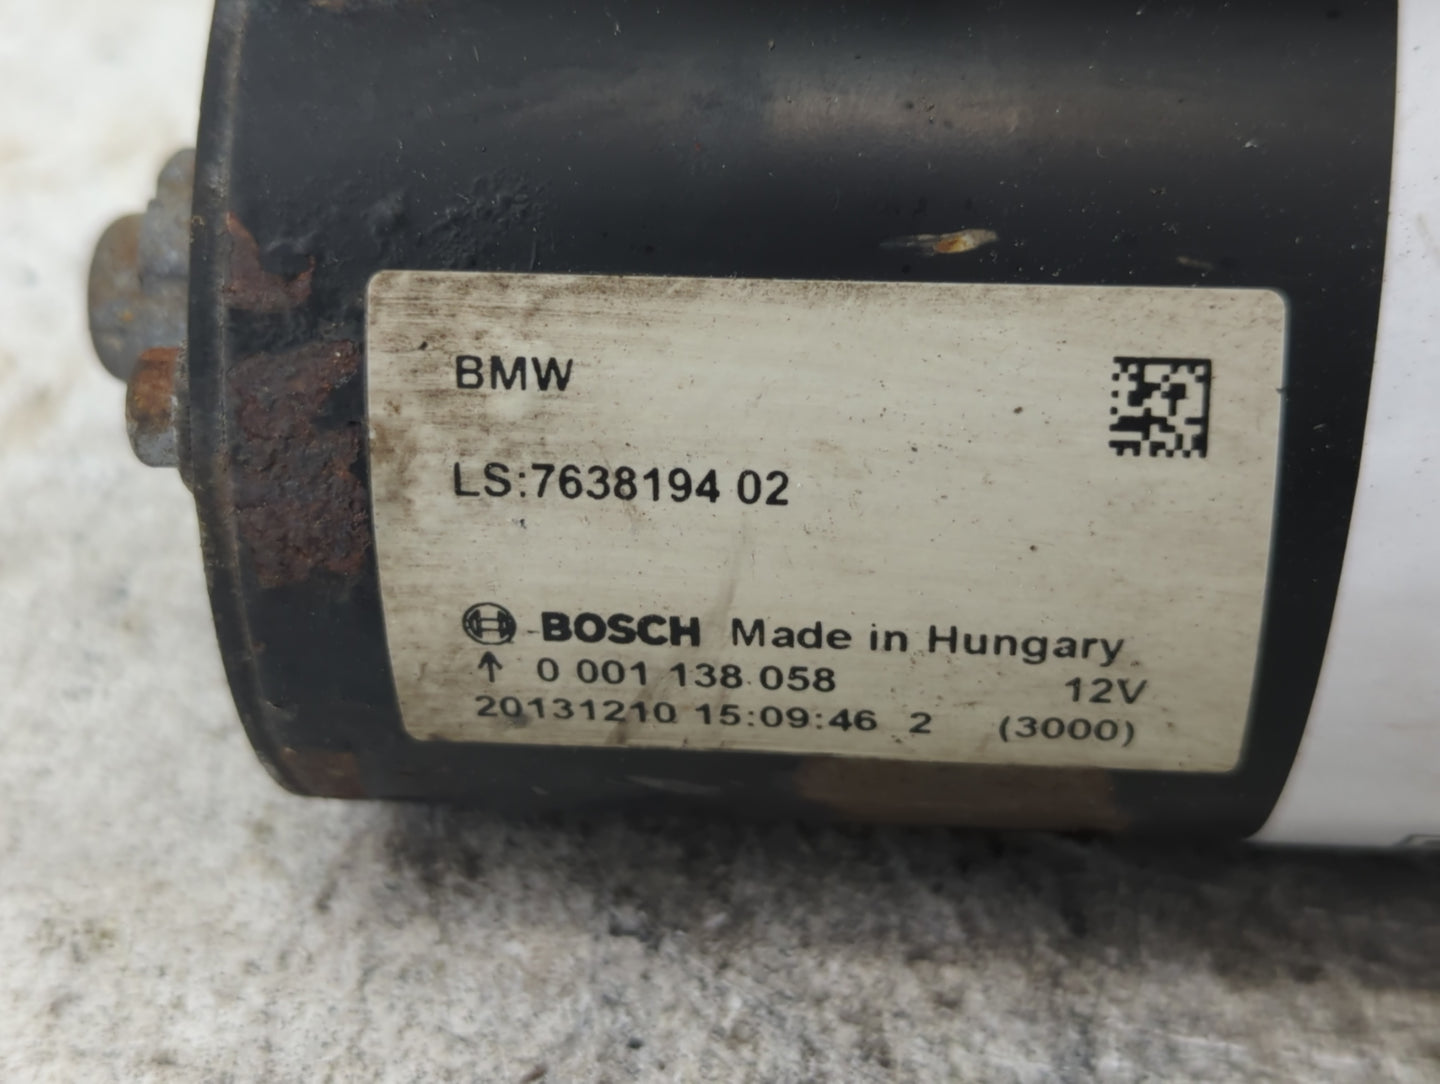 BMW
LS:7638194 02
BOSCH Made in Hungary
↑ 0 001 138 058 12V
20131210 15:09:46 2 (3000)